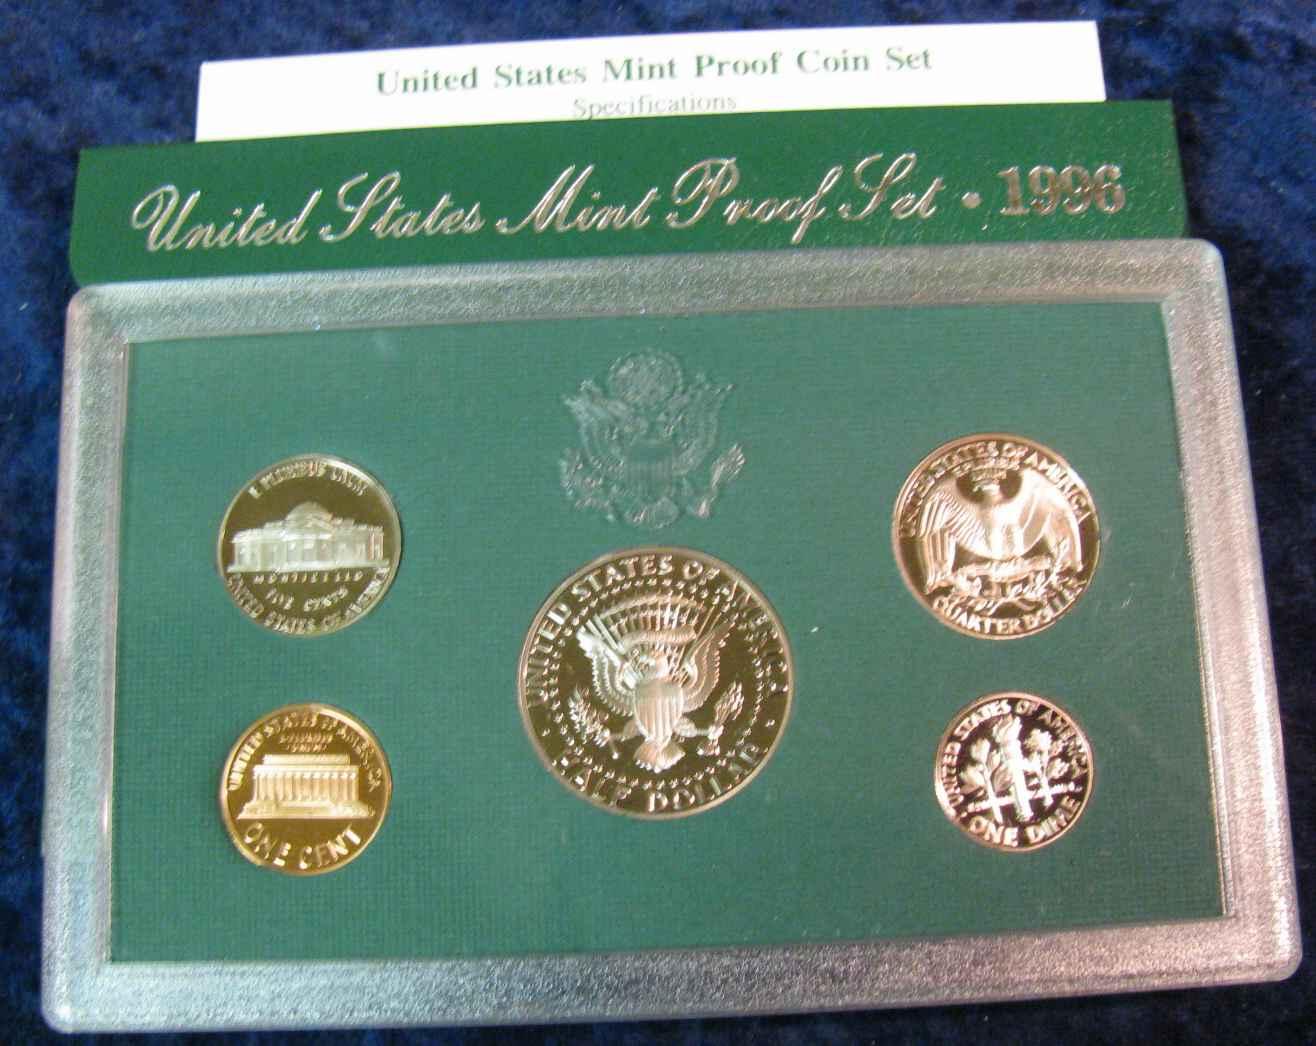 United States Mint Proof Coin Set
Specifications
United States Mint Proof Set • 1996
E PLURIBUS UNUM
MONTICELLO
FIVE CENTS
UNITED STATES OF AMERICA
UNITED STATES OF AMERICA
QUARTER DOLLAR
UNITED STATES OF AMERICA
HALF DOLLAR
UNITED STATES OF AMERICA
ONE CENT
UNITED STATES OF AMERICA
ONE DIME